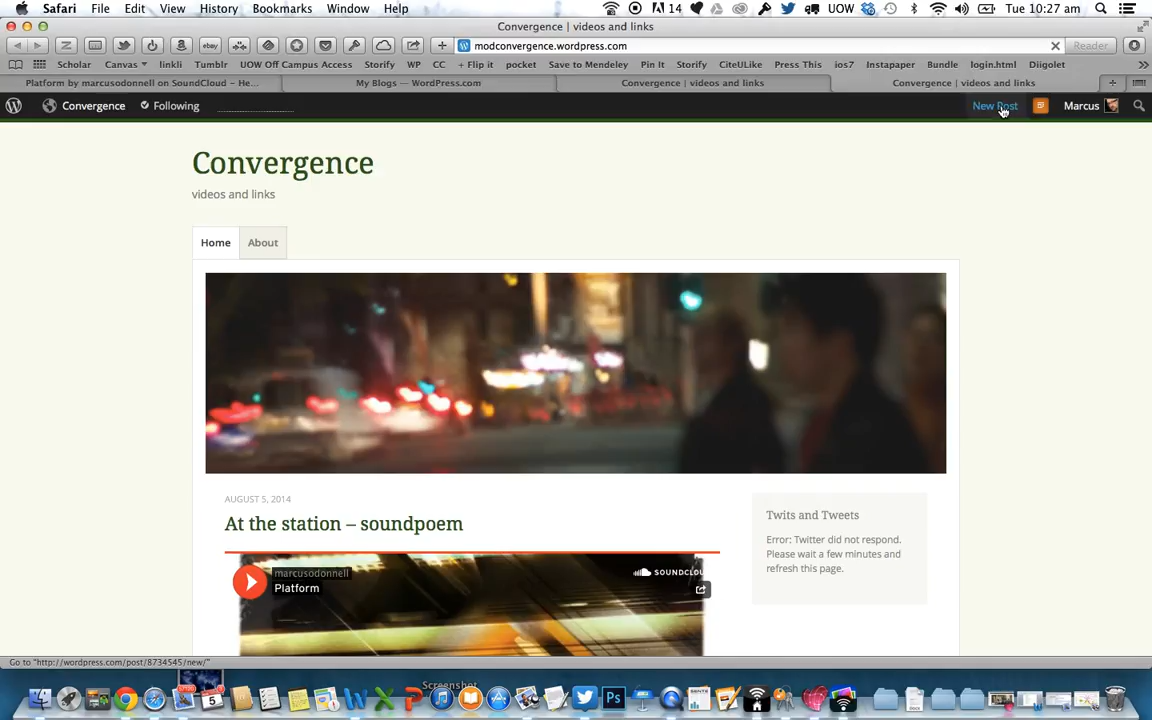 Safari File Edit View History Bookmarks Window Help 14 UOW Tue 10:27 am
Convergence | videos and links
modconvergence.wordpress.com Reader
Scholar Canvas UOW Off Campus Access linkli Tumblr Storify WP CC + Flip it pocket Save to Mendeley Pin It Storify CiteULike Press This ios7 Instapaper Bundle login.html Diigolet
Platform by marcusodonnell on SoundCloud – He... My Blogs — WordPress.com Convergence | videos and links Convergence | videos and links
Convergence Following New Post Marcus
Convergence
videos and links
Home About
AUGUST 5, 2014
At the station – soundpoem
marcusodonnell
Platform
SOUNDCLOU
Twits and Tweets
Error: Twitter did not respond.
Please wait a few minutes and
refresh this page.
Go to "http://wordpress.com/post/8734545/new/"